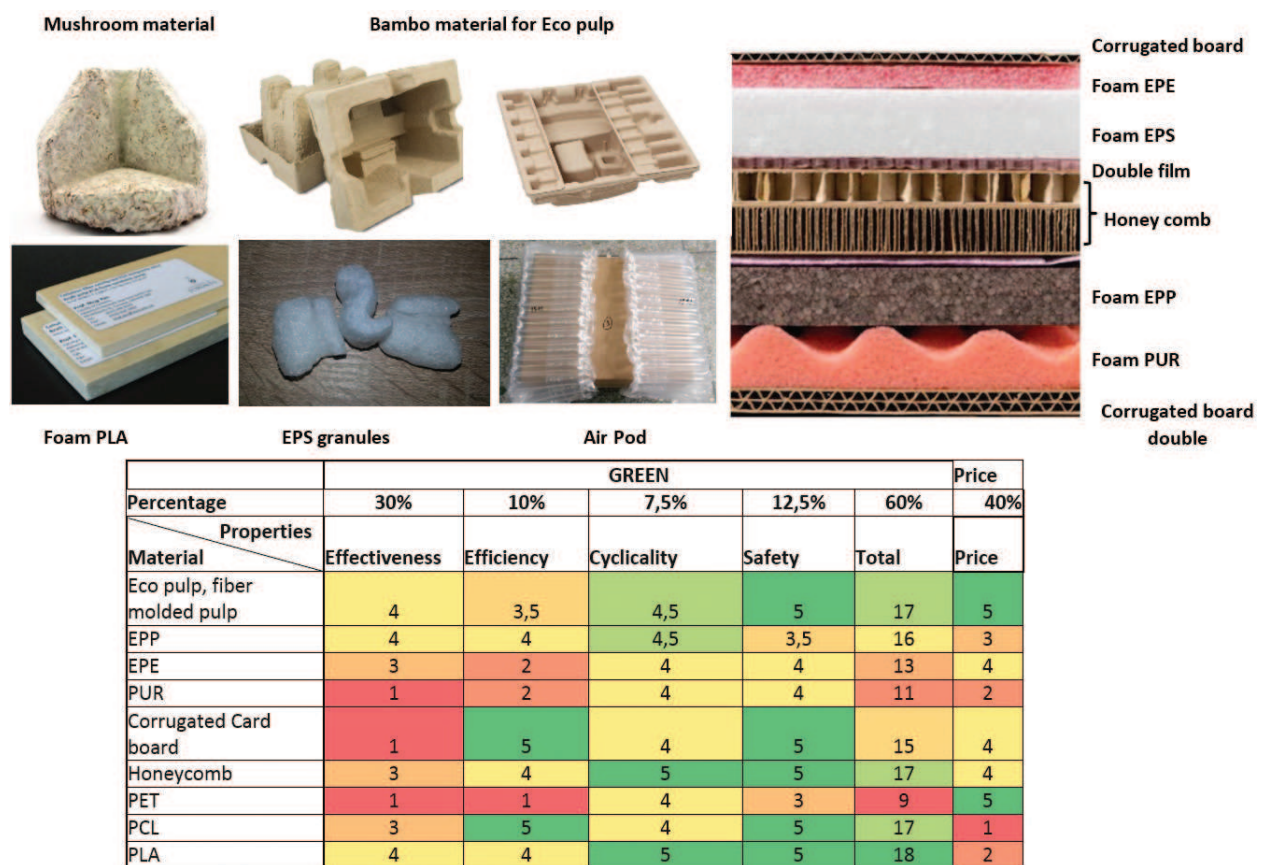 Mushroom material
Bambo material for Eco pulp
Corrugated board
Foam EPE
Foam EPS
Double film
Honey comb
Foam EPP
Foam PUR
Corrugated board
double
Foam PLA
EPS granules
Air Pod
GREEN Price
Percentage 30% 10% 7,5% 12,5% 60% 40%
Properties
Material Effectiveness Efficiency Cyclicality Safety Total Price
Eco pulp, fiber
molded pulp 4 3,5 4,5 5 17 5
EPP 4 4 4,5 3,5 16 3
EPE 3 2 4 4 13 4
PUR 1 2 4 4 11 2
Corrugated Card
board 1 5 4 5 15 4
Honeycomb 3 4 5 5 17 4
PET 1 1 4 3 9 5
PCL 3 5 4 5 17 1
PLA 4 4 5 5 18 2